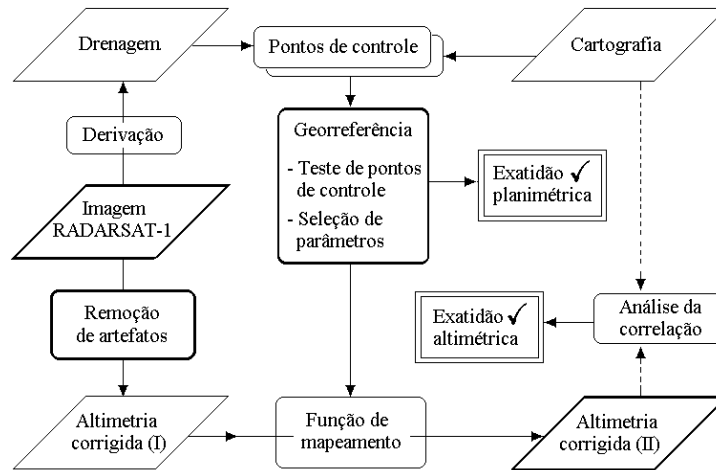 Drenagem
Pontos de controle
Cartografia
Derivação
Georreferência
- Teste de pontos
de controle
- Seleção de
parâmetros
Exatidão ✓
planimétrica
Imagem
RADARSAT-1
Remoção
de artefatos
Exatidão ✓
altimétrica
Análise da
correlação
Altimetria
corrigida (I)
Função de
mapeamento
Altimetria
corrigida (II)